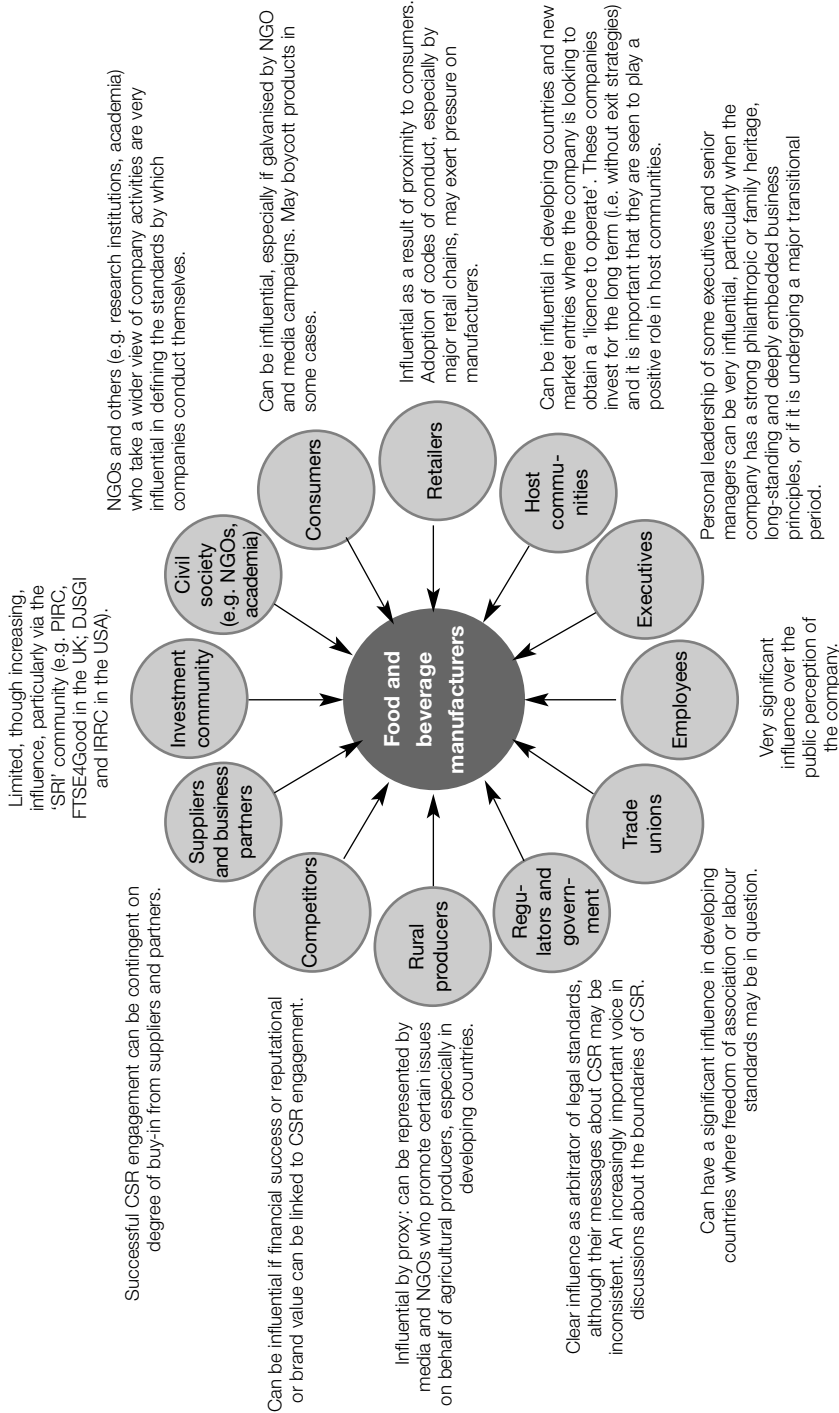 Limited, though increasing,
influence, particularly via the
‘SRI’ community (e.g. PIRC,
FTSE4Good in the UK; DJSGI
and IRRC in the USA).
NGOs and others (e.g. research institutions, academia)
who take a wider view of company activities are very
influential in defining the standards by which
companies conduct themselves.
Can be influential, especially if galvanised by NGO
and media campaigns. May boycott products in
some cases.
Influential as a result of proximity to consumers.
Adoption of codes of conduct, especially by
major retail chains, may exert pressure on
manufacturers.
Can be influential in developing countries and new
market entries where the company is looking to
obtain a ‘licence to operate’. These companies
invest for the long term (i.e. without exit strategies)
and it is important that they are seen to play a
positive role in host communities.
Personal leadership of some executives and senior
managers can be very influential, particularly when the
company has a strong philanthropic or family heritage,
long-standing and deeply embedded business
principles, or if it is undergoing a major transitional
period.
Very significant
influence over the
public perception of
the company.
Can have a significant influence in developing
countries where freedom of association or labour
standards may be in question.
Clear influence as arbitrator of legal standards,
although their messages about CSR may be
inconsistent. An increasingly important voice in
discussions about the boundaries of CSR.
Influential by proxy: can be represented by
media and NGOs who promote certain issues
on behalf of agricultural producers, especially in
developing countries.
Can be influential if financial success or reputational
or brand value can be linked to CSR engagement.
Successful CSR engagement can be contingent on
degree of buy-in from suppliers and partners.
Investment
community
Civil
society
(e.g. NGOs,
academia)
Consumers
Retailers
Host
commu-
nities
Executives
Employees
Trade
unions
Regu-
lators and
govern-
ment
Rural
producers
Competitors
Suppliers
and business
partners
Food and
beverage
manufacturers